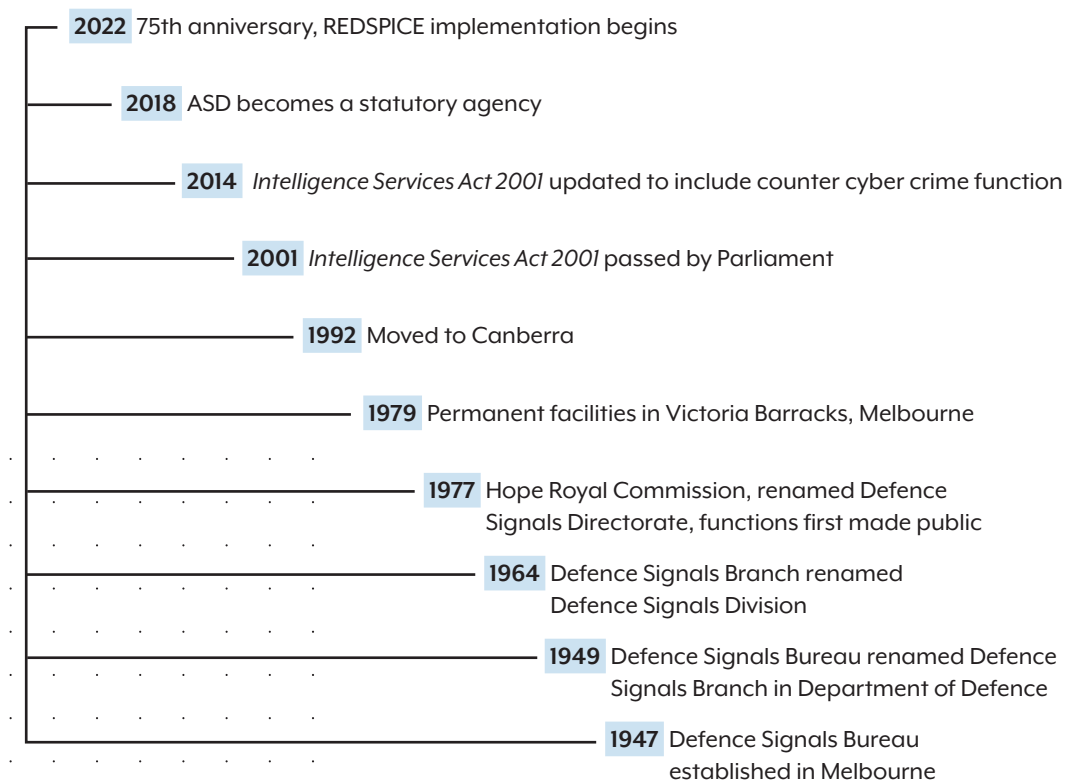 2022 75th anniversary, REDSPICE implementation begins
2018 ASD becomes a statutory agency
2014 Intelligence Services Act 2001 updated to include counter cyber crime function
2001 Intelligence Services Act 2001 passed by Parliament
1992 Moved to Canberra
1979 Permanent facilities in Victoria Barracks, Melbourne
1977 Hope Royal Commission, renamed Defence
Signals Directorate, functions first made public
1964 Defence Signals Branch renamed
Defence Signals Division
1949 Defence Signals Bureau renamed Defence
Signals Branch in Department of Defence
1947 Defence Signals Bureau
established in Melbourne